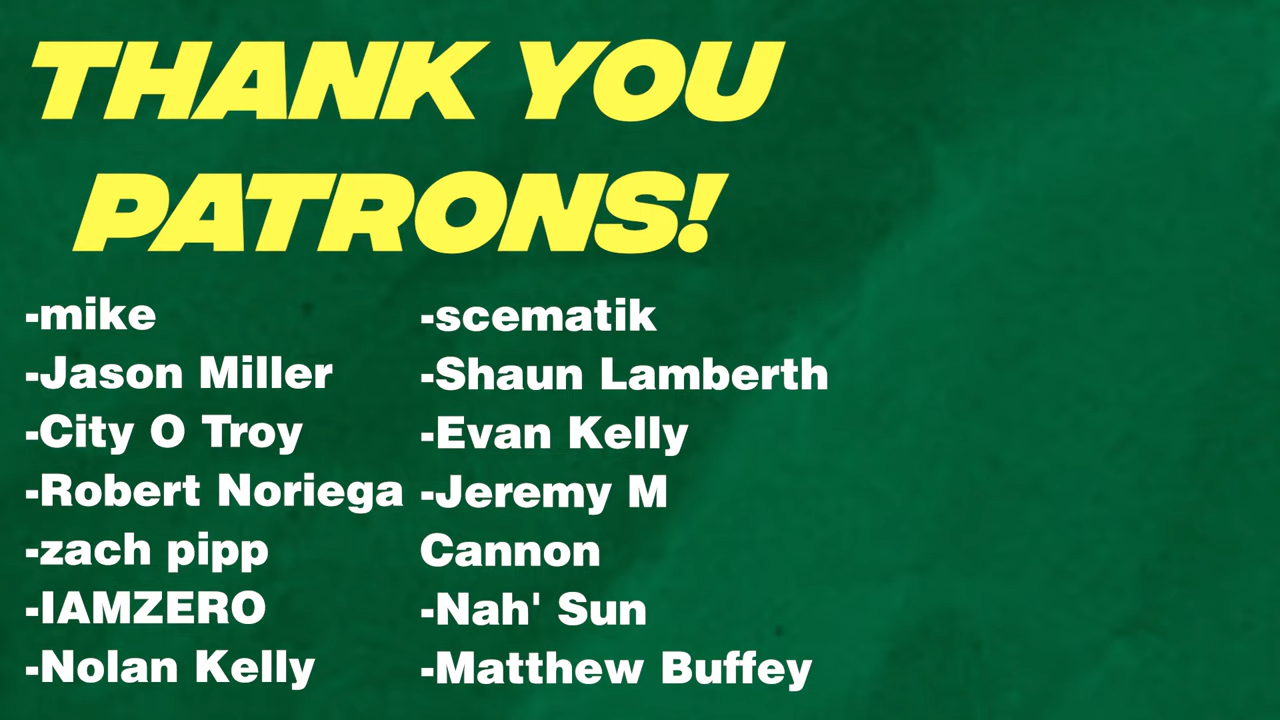 THANK YOU
PATRONS!
-mike
-Jason Miller
-City O Troy
-Robert Noriega
-zach pipp
-IAMZERO
-Nolan Kelly
-scematik
-Shaun Lamberth
-Evan Kelly
-Jeremy M
Cannon
-Nah' Sun
-Matthew Buffey